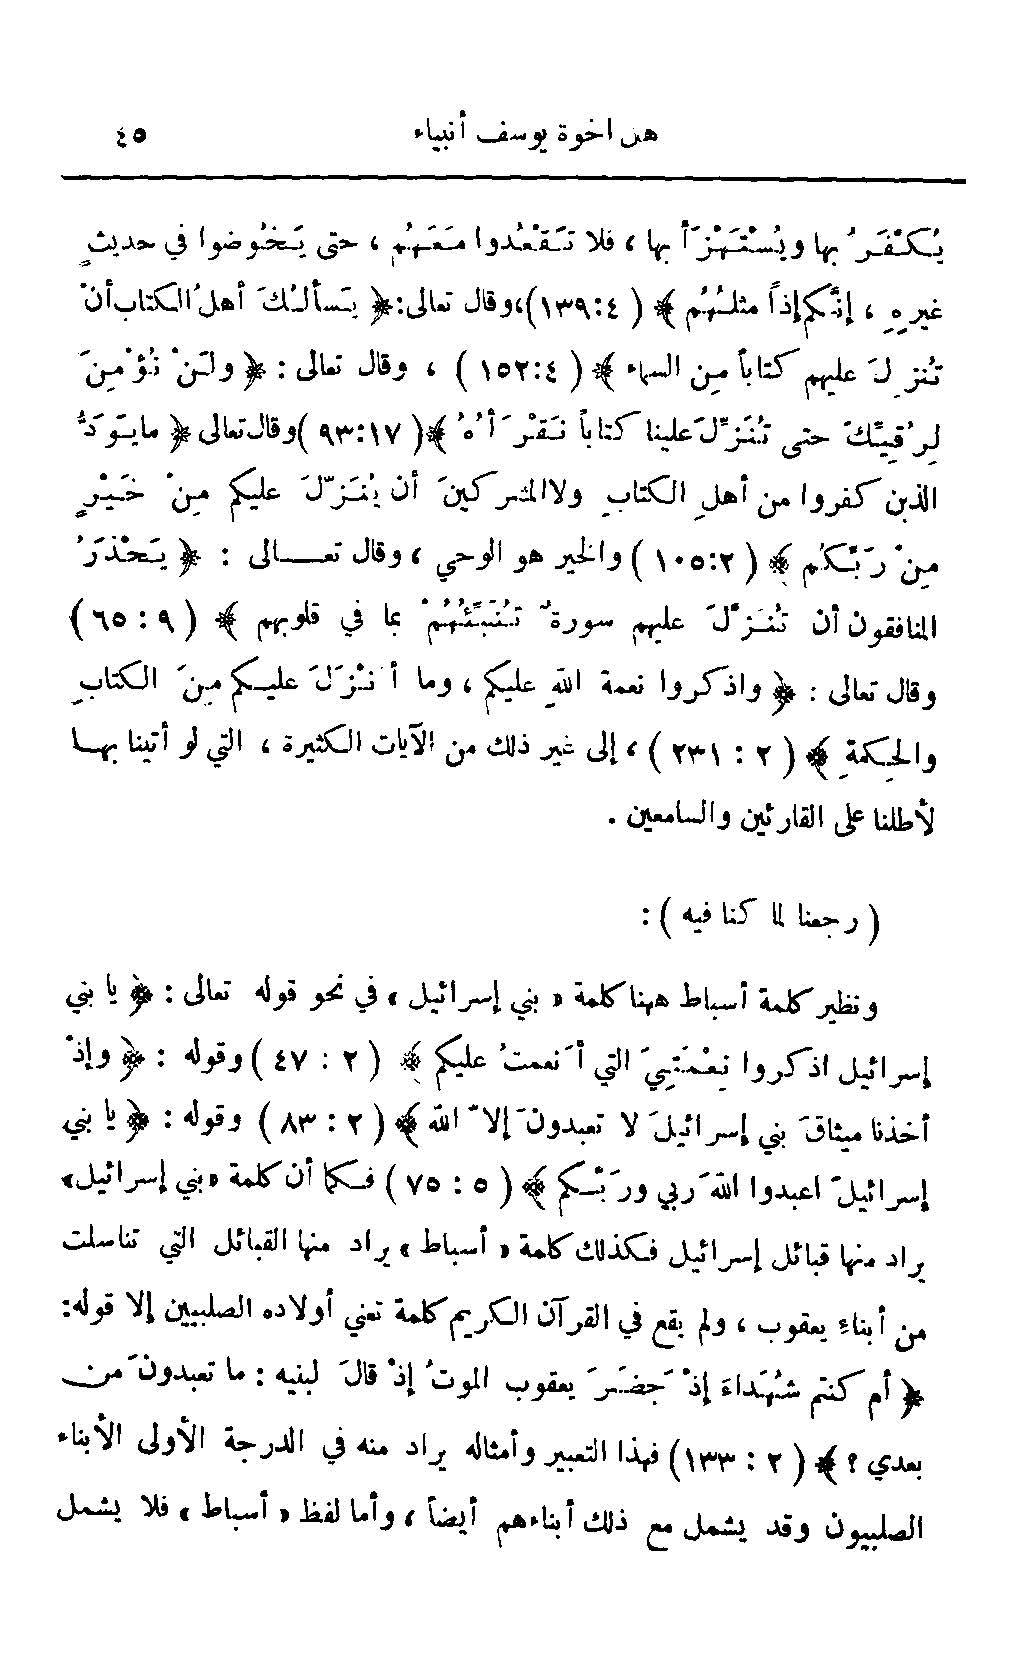 هل اخوة يوسف أنبياء ٤٥
يُكْفَرُ بها ويُسْتَهْزَأ بها ، فلا تَقْعُدوا مَعَهُم ، حتى يَخُوضوا في حديثٍ
غيرِهِ ، إنَّكم إذاً مثلُهُم ﴾ ( ٤:١٣٩)،وقال تعالى:﴿ يَسألُكَ أهلُ الكتاب أنْ
تُنزِلَ عليهم كتاباً مِن السماء ﴾ ( ٤:١٥٢ ) ، وقال تعالى : ﴿ ولَنْ نُؤْمِنَ
لِرُقِيِّكَ حتى تُنَزِّلَ علينا كتاباً نَقْرَأُهُ ﴾( ٩٣:١٧ )وقال تعالى ﴿ مايَوَدُّ
الذين كفروا من أهلِ الكتابِ ولاالمشركينَ أن يُنَزَّلَ عليكم مِنْ خَيْرٍ
مِنْ رَبِّكُم ﴾ ( ١٠٥:٢ ) والخير هو الوحي ، وقال تعـــالى : ﴿ يَحْذَرُ
المنافقون أن تُنَزَّلَ عليهم سورةٌ تُنَبِّئُهُمْ بما في قلوبهم ﴾ ( ٩ : ٦٥ )
وقال تعالى : ﴿ واذكروا نعمة اللهِ عليكم ، وما أنْزَلَ عليـكم مِنَ الكتابِ
والحِكمةِ ﴾ ( ٢ : ٢٣١ ) ، إلى غير ذلك من الآيات الكثيرة ، التي لو أتينا بهـا
لأطلنا على القارئين والسامعين .
( رجعنا لما كنا فيه ) :
ونظير كلمة أسباط ههنا كلمة « بني إسرائيل » في نحو قوله تعالى : ﴿ يا بني
إسرائيل اذكروا نِعْمَتِيَ التي أَنعمتُ عليكم ﴾ ( ٢ : ٤٧ ) وقوله : ﴿ وإذْ
أخذنا ميثاقَ بني إسرائيلَ لا تعبدونَ إلاّ الله ﴾ ( ٢ : ٨٣ ) وقوله : ﴿ يا بني
إسرائيلَ اعبدوا اللهَ ربي ورَبَّكم ﴾ ( ٥ : ٧٥ ) فـكما أن كلمة «بني إسرائيل»
يراد منها قبائل إسرائيل فـكذلك كلمة « أسباط » يراد منها القبائل التي تناسلت
من أبناءِ يعقوب ، ولم يقع في القرآن الكريم كلمة تعني أولاده الصلبيين إلا قوله:
﴿ أم كنتم شُهَداءَ إذْ حَضَرَ يعقوب الموتُ إذْ قالَ لبنيه : ما تعبدونَ من
بعدي ؟ ﴾ ( ٢ : ١٣٣) فهذا التعبير وأمثاله يراد منه في الدرجة الأولى الأبناء
الصلبيون وقد يشمل مع ذلك أبناءهم أيضاً ، وأما لفظ « أسباط » فلا يشمل